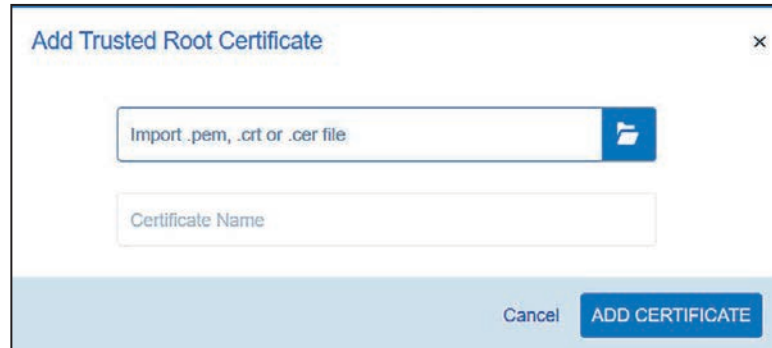 Add Trusted Root Certificate ×
Import .pem, .crt or .cer file
Certificate Name
Cancel ADD CERTIFICATE